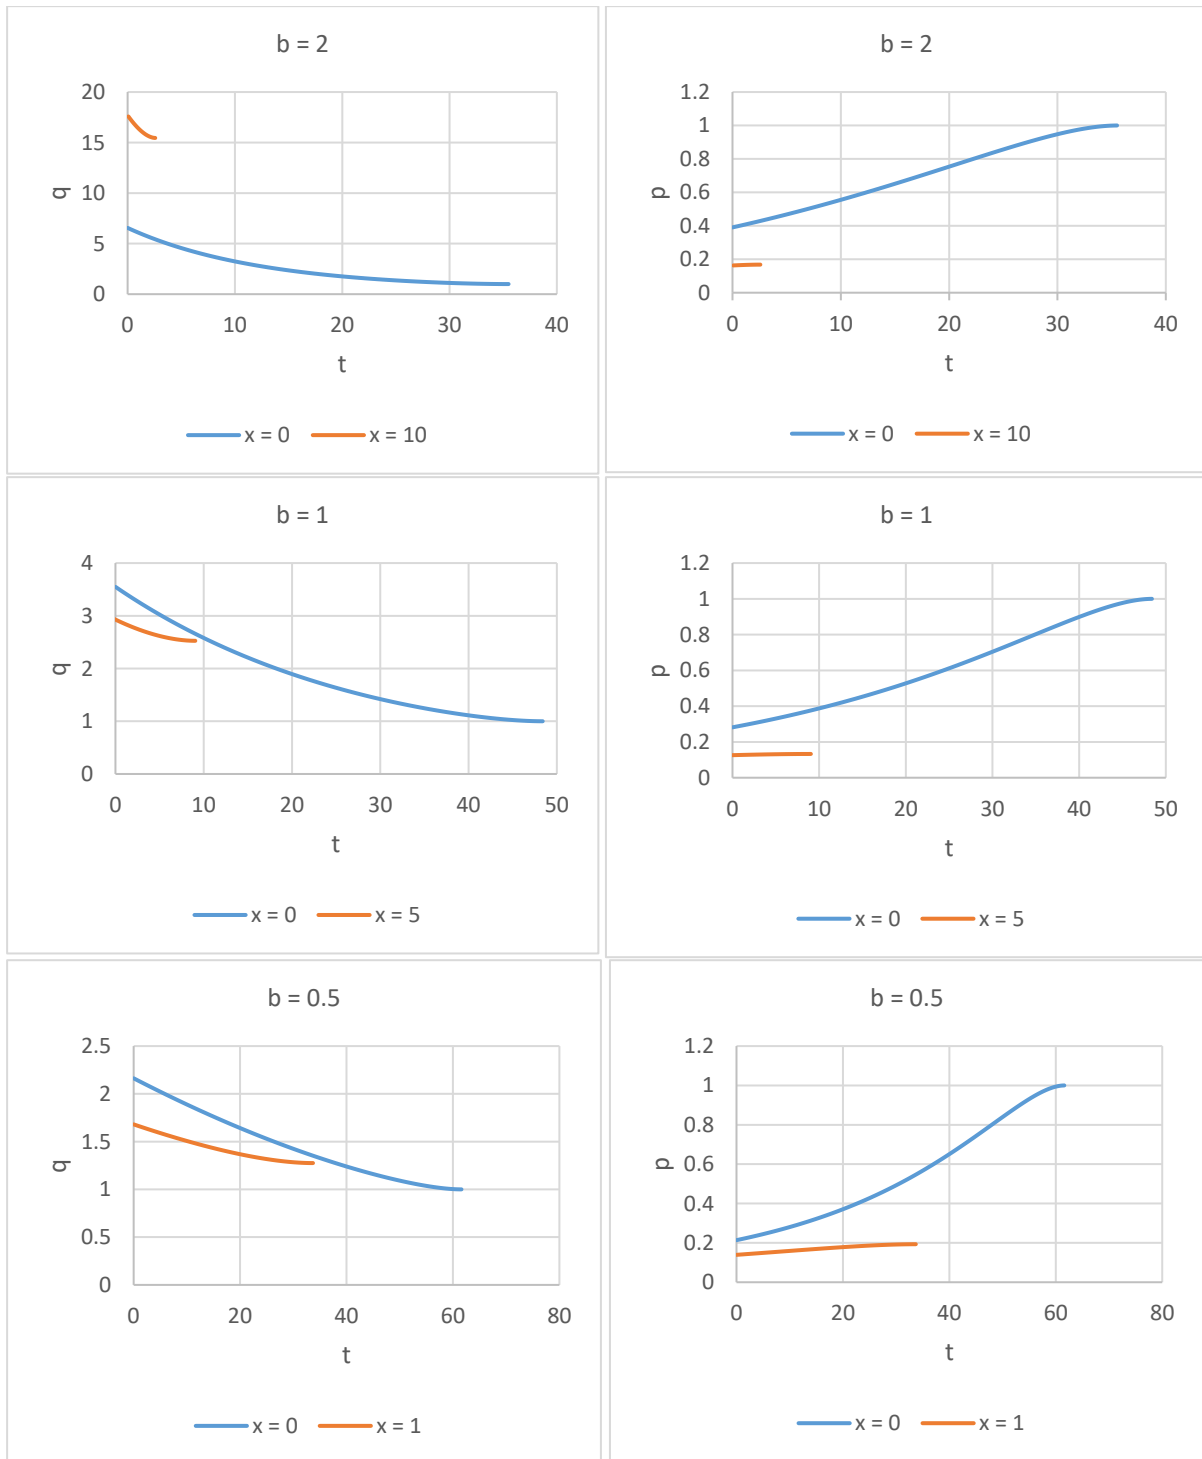 b = 2
20
15
10
5
0
q
0 10 20 30 40
t
x = 0 x = 10
b = 2
1.2
1
0.8
0.6
0.4
0.2
0
p
0 10 20 30 40
t
x = 0 x = 10
b = 1
4
3
2
1
0
q
0 10 20 30 40 50
t
x = 0 x = 5
b = 1
1.2
1
0.8
0.6
0.4
0.2
0
p
0 10 20 30 40 50
t
x = 0 x = 5
b = 0.5
2.5
2
1.5
1
0.5
0
q
0 20 40 60 80
t
x = 0 x = 1
b = 0.5
1.2
1
0.8
0.6
0.4
0.2
0
p
0 20 40 60 80
t
x = 0 x = 1